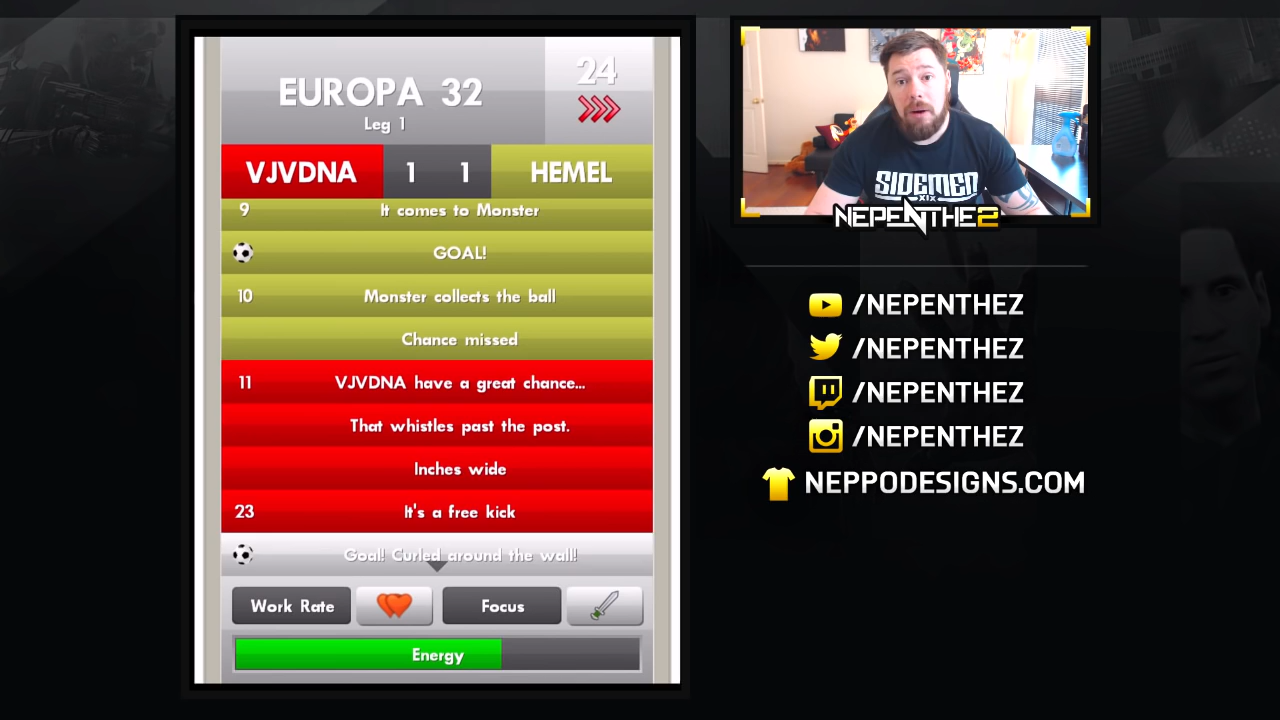 EUROPA 32
Leg 1
24
VJVDNA 1 1 HEMEL
9 It comes to Monster
GOAL!
10 Monster collects the ball
Chance missed
11 VJVDNA have a great chance...
That whistles past the post.
Inches wide
23 It's a free kick
Goal! Curled around the wall!
Work Rate Focus
Energy
SIDEMEN
XIX
NEPENTHEZ
/NEPENTHEZ
/NEPENTHEZ
/NEPENTHEZ
/NEPENTHEZ
NEPPODESIGNS.COM